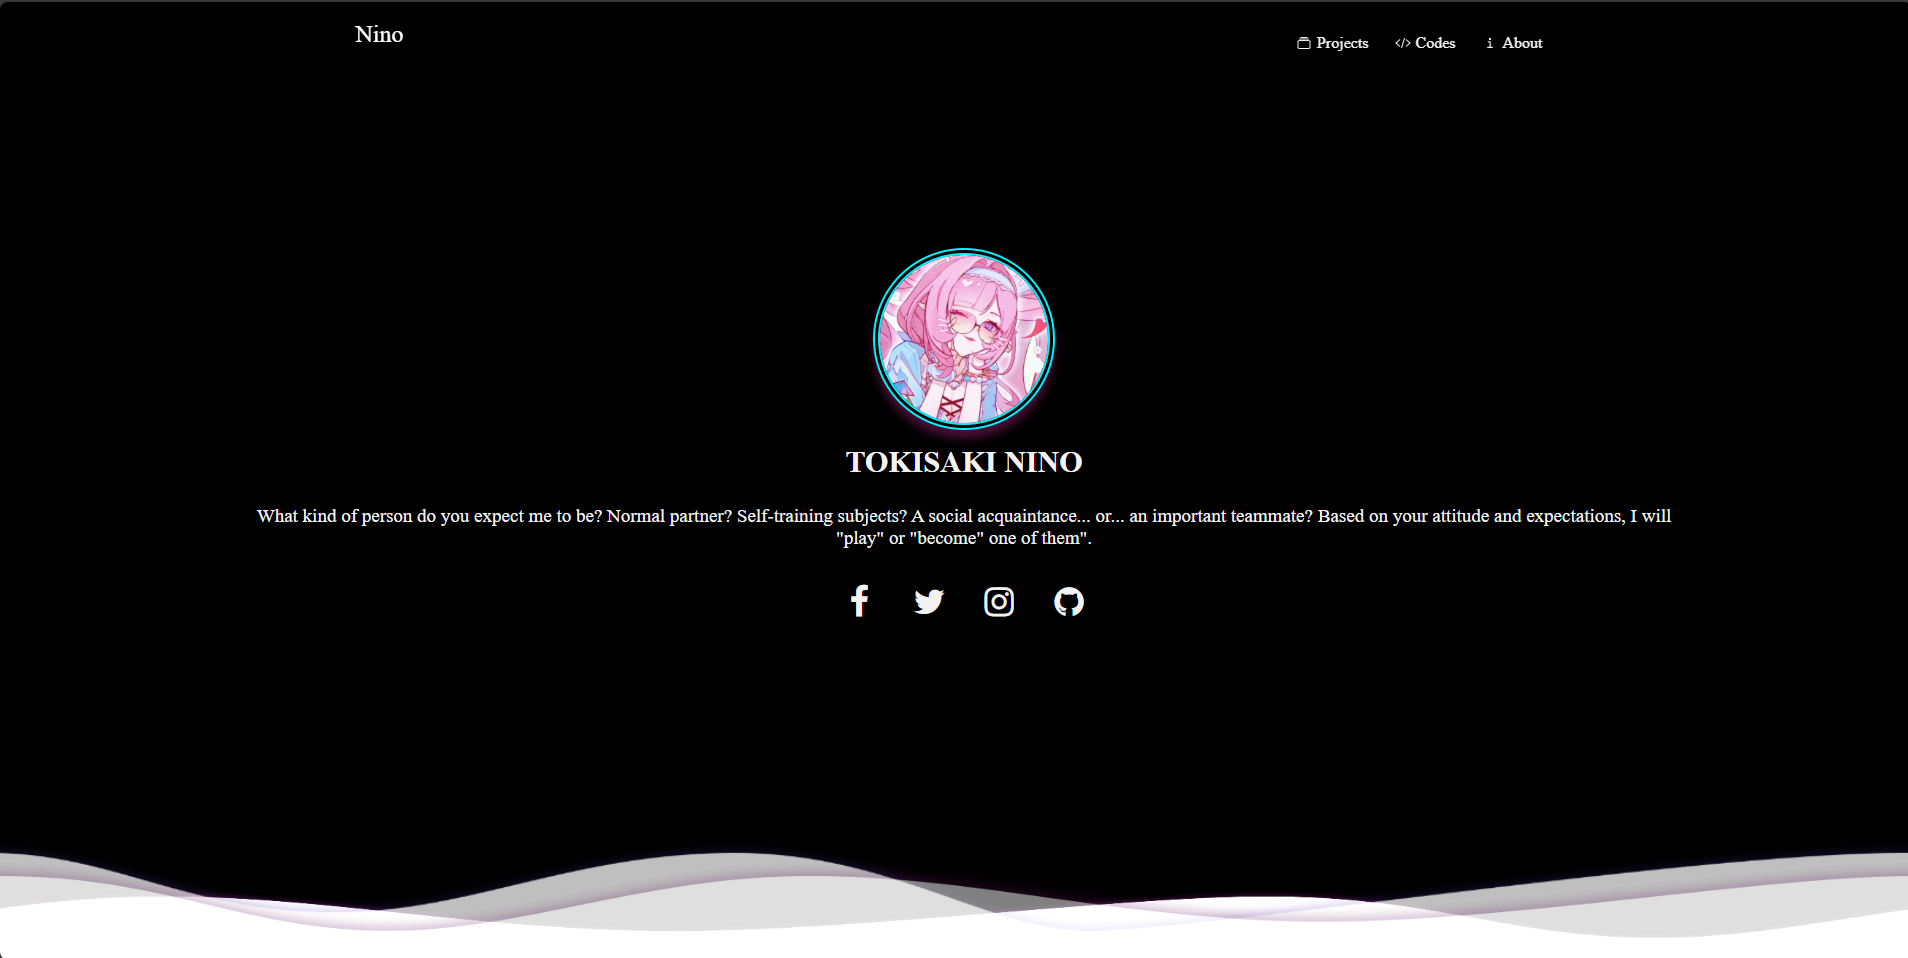 Nino
Projects
Codes
About
TOKISAKI NINO
What kind of person do you expect me to be? Normal partner? Self-training subjects? A social acquaintance... or... an important teammate? Based on your attitude and expectations, I will
"play" or "become" one of them".